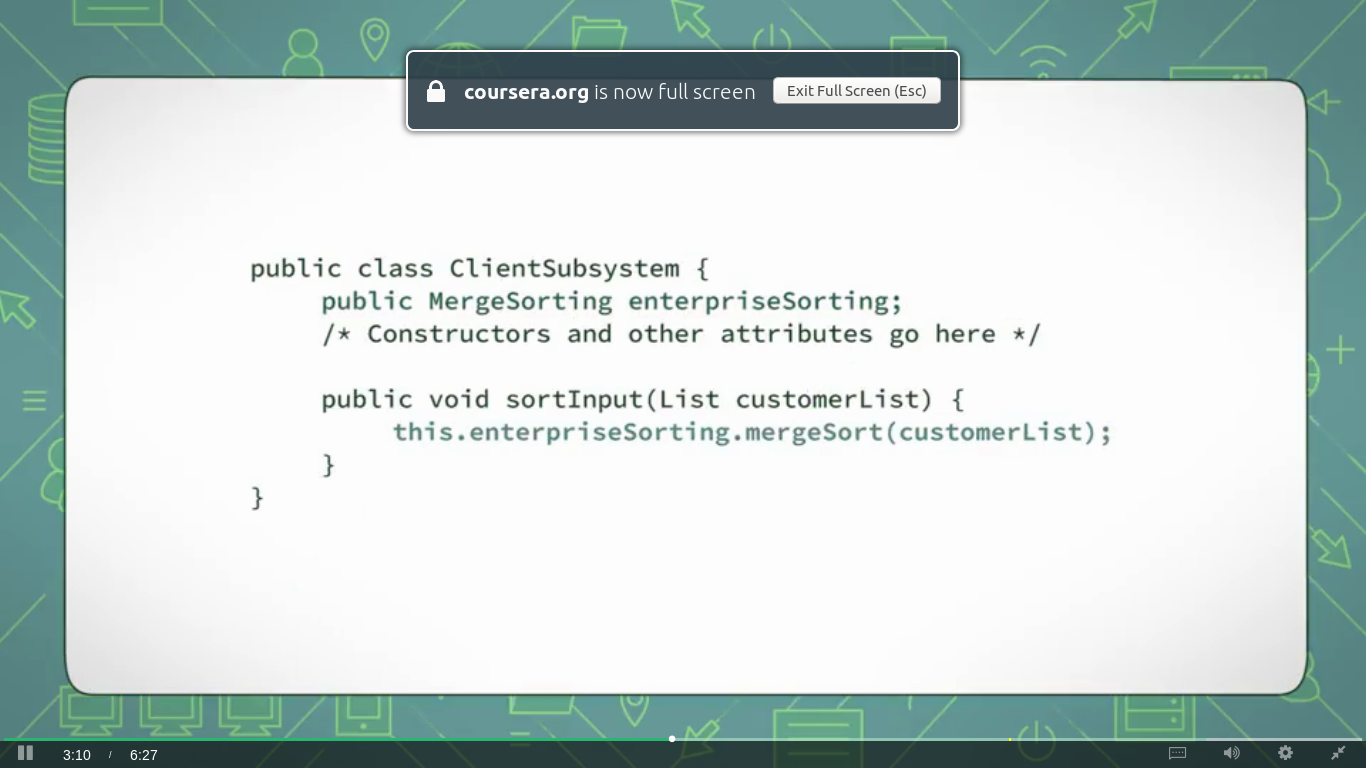 coursera.org is now full screen Exit Full Screen (Esc)
public class ClientSubsystem {
public MergeSorting enterpriseSorting;
/* Constructors and other attributes go here */
public void sortInput(List customerList) {
this.enterpriseSorting.mergeSort(customerList);
}
}
3:10 / 6:27